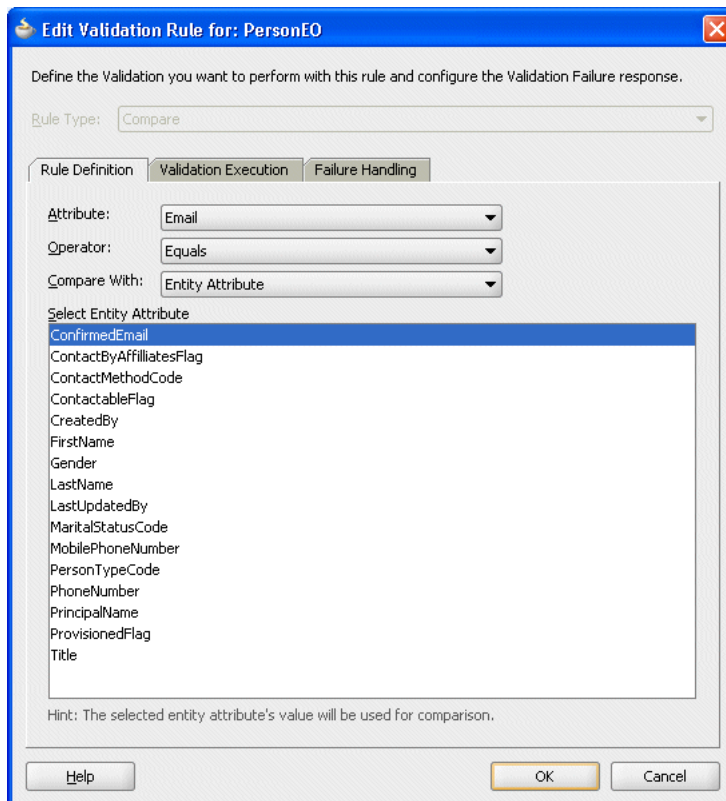 Edit Validation Rule for: PersonEO
Define the Validation you want to perform with this rule and configure the Validation Failure response.
Rule Type: Compare
Rule Definition Validation Execution Failure Handling
Attribute: Email
Operator: Equals
Compare With: Entity Attribute
Select Entity Attribute
ConfirmedEmail
ContactByAffilliatesFlag
ContactMethodCode
ContactableFlag
CreatedBy
FirstName
Gender
LastName
LastUpdatedBy
MaritalStatusCode
MobilePhoneNumber
PersonTypeCode
PhoneNumber
PrincipalName
ProvisionedFlag
Title
Hint: The selected entity attribute's value will be used for comparison.
Help OK Cancel